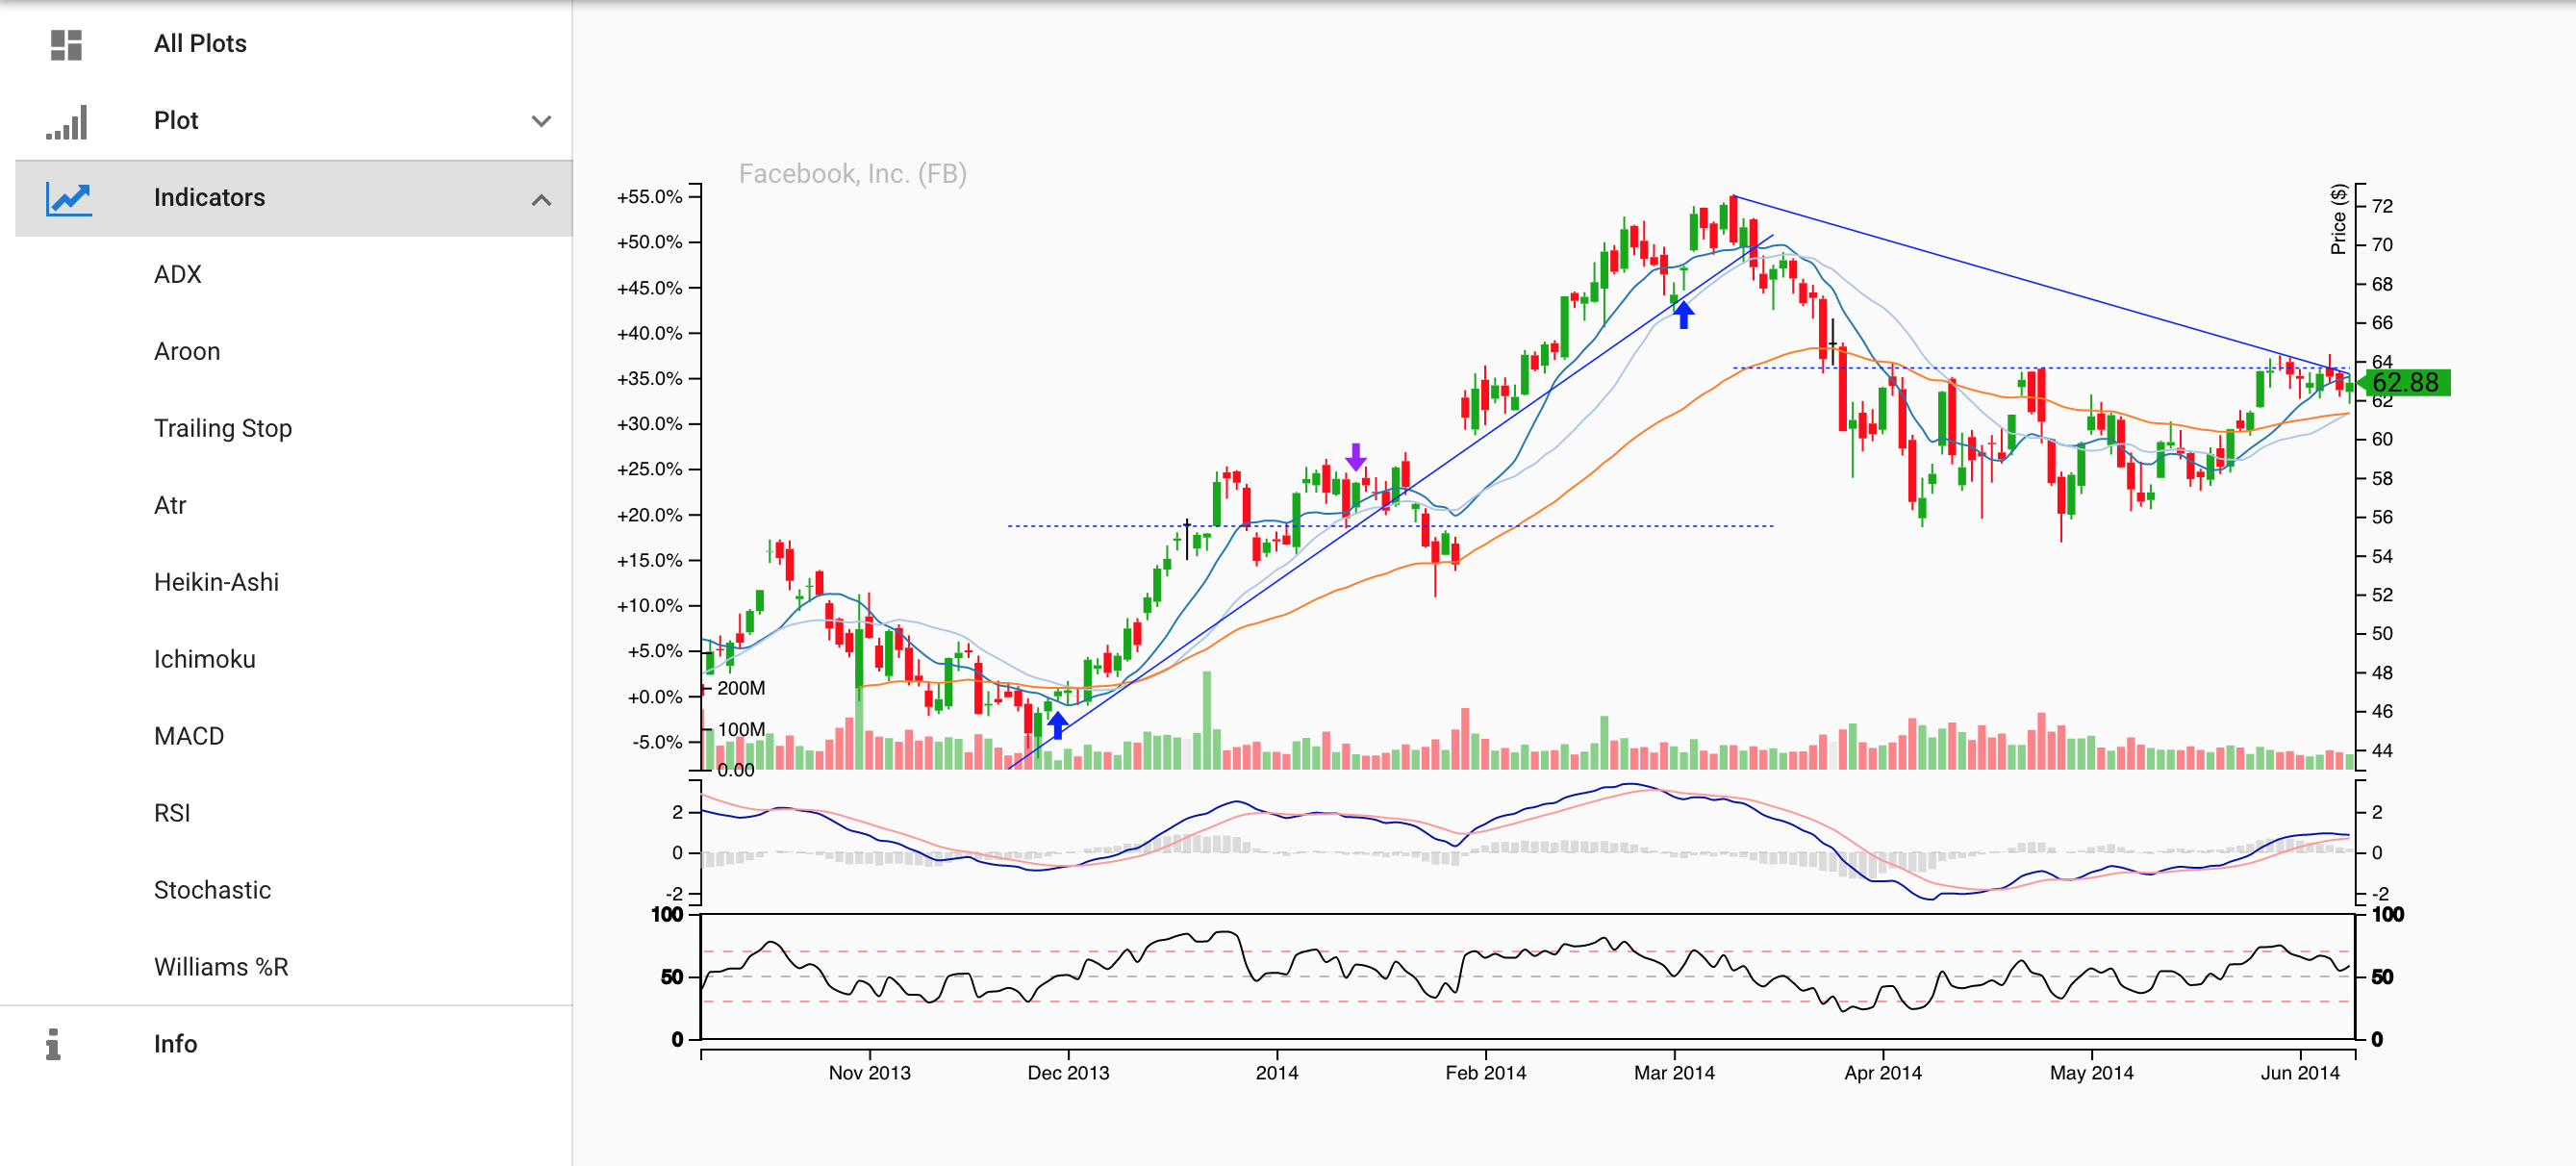 All Plots
Plot
Indicators
ADX
Aroon
Trailing Stop
Atr
Heikin-Ashi
Ichimoku
MACD
RSI
Stochastic
Williams %R
Info
Facebook, Inc. (FB)
+55.0%
+50.0%
+45.0%
+40.0%
+35.0%
+30.0%
+25.0%
+20.0%
+15.0%
+10.0%
+5.0%
+0.0%
-5.0%
200M
100M
0.00
Price ($)
72
70
68
66
64
62.88
62
60
58
56
54
52
50
48
46
44
2
0
-2
2
0
-2
100
50
0
100
50
0
Nov 2013
Dec 2013
2014
Feb 2014
Mar 2014
Apr 2014
May 2014
Jun 2014